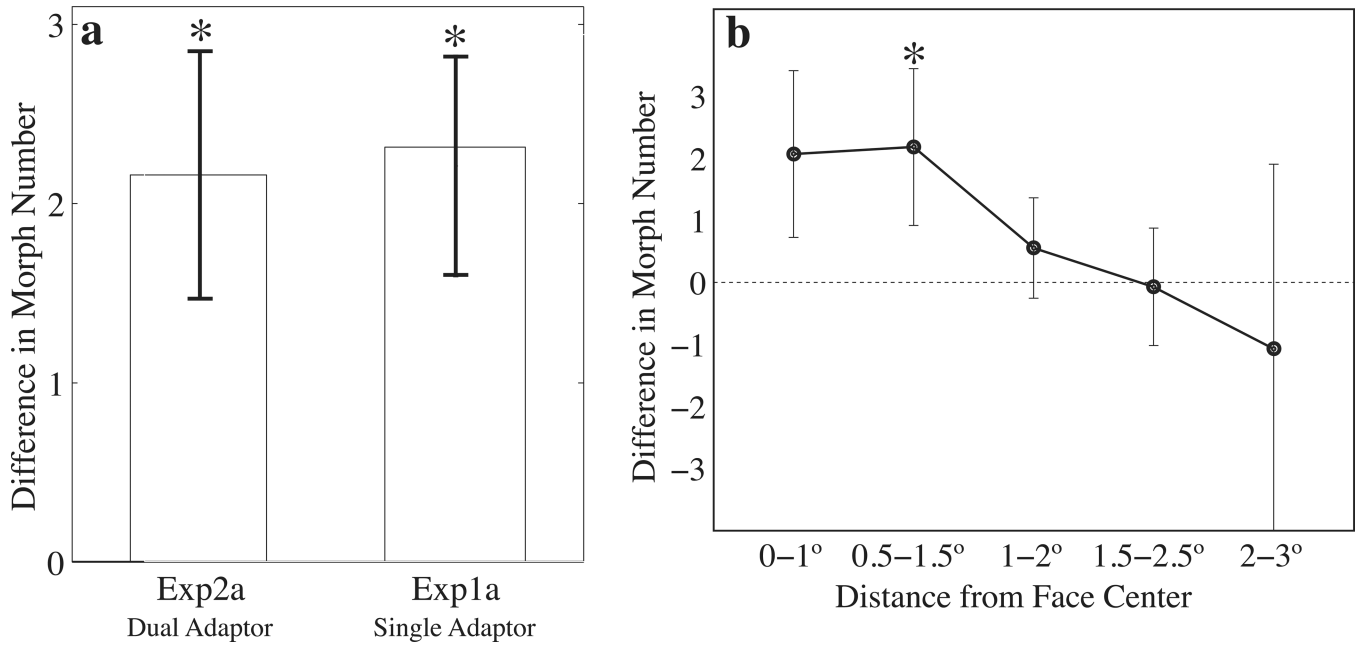 a
*
*
3
2
1
0
Difference in Morph Number
Exp2a
Exp1a
Dual Adaptor
Single Adaptor
b
*
3
2
1
0
−1
−2
−3
Difference in Morph Number
0−1° 0.5−1.5° 1−2° 1.5−2.5° 2−3°
Distance from Face Center